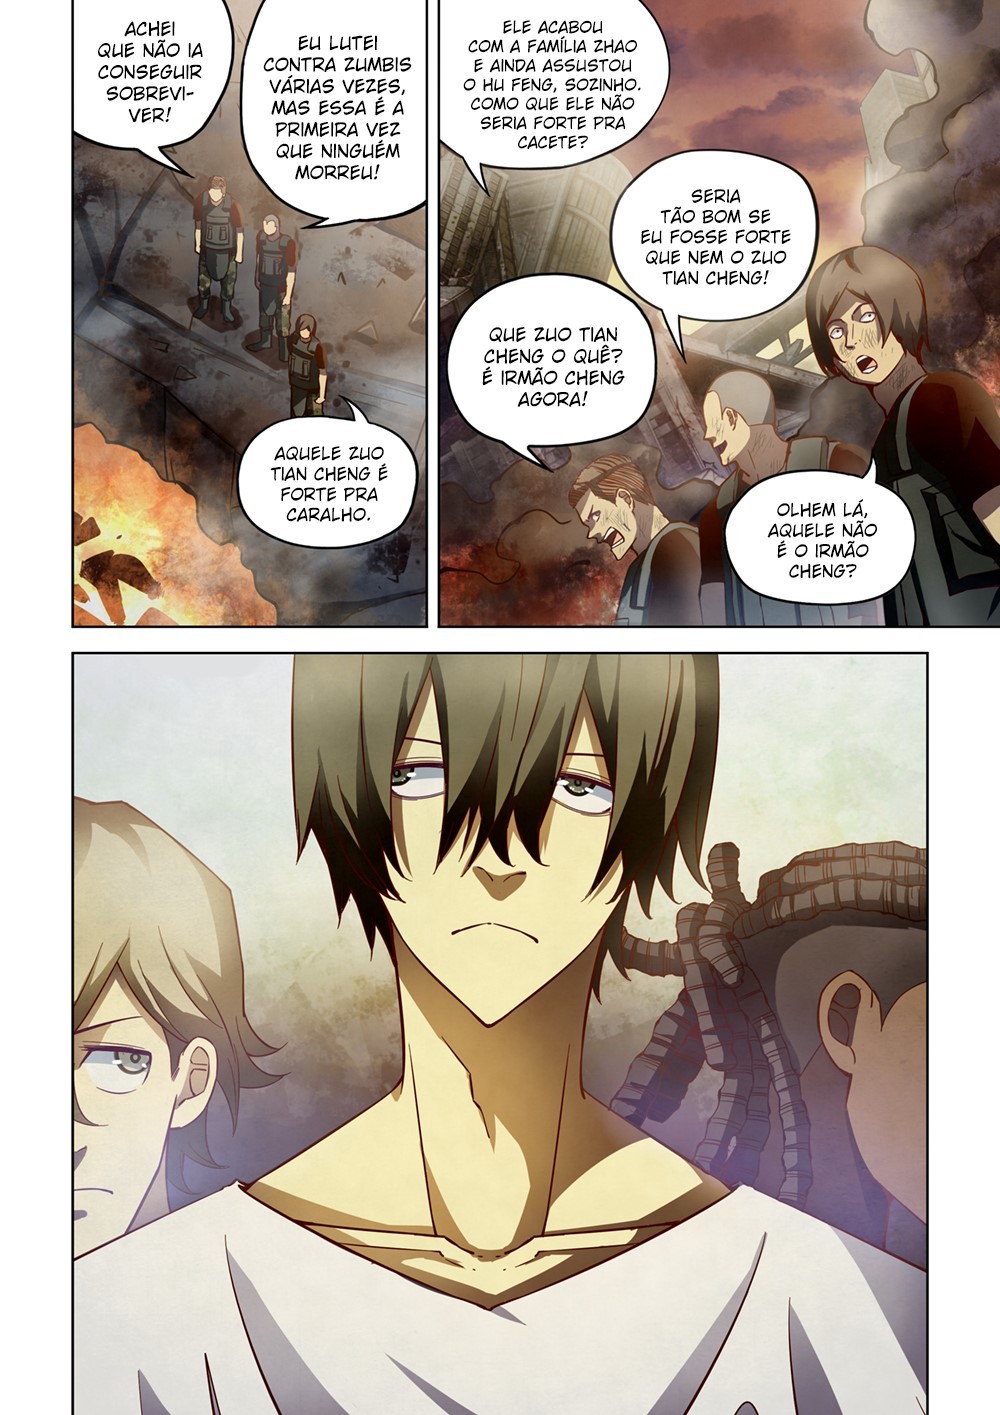 ACHEI
QUE NÃO IA
CONSEGUIR
SOBREVI-
VER!
EU LUTEI
CONTRA ZUMBIS
VÁRIAS VEZES,
MAS ESSA É A
PRIMEIRA VEZ
QUE NINGUÉM
MORREU!
AQUELE ZUO
TIAN CHENG É
FORTE PRA
CARALHO.
ELE ACABOU
COM A FAMÍLIA ZHAO
E AINDA ASSUSTOU
O HU FENG, SOZINHO.
COMO QUE ELE NÃO
SERIA FORTE PRA
CACETE?
SERIA
TÃO BOM SE
EU FOSSE FORTE
QUE NEM O ZUO
TIAN CHENG!
QUE ZUO TIAN
CHENG O QUÊ?
É IRMÃO CHENG
AGORA!
OLHEM LÁ,
AQUELE NÃO
É O IRMÃO
CHENG?